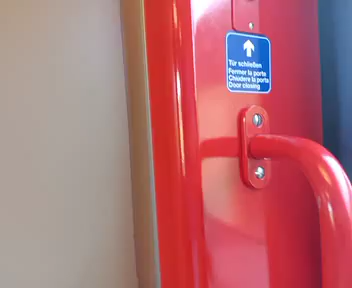 Tür schließen
Fermer la porte
Chiudere la porta
Door closing